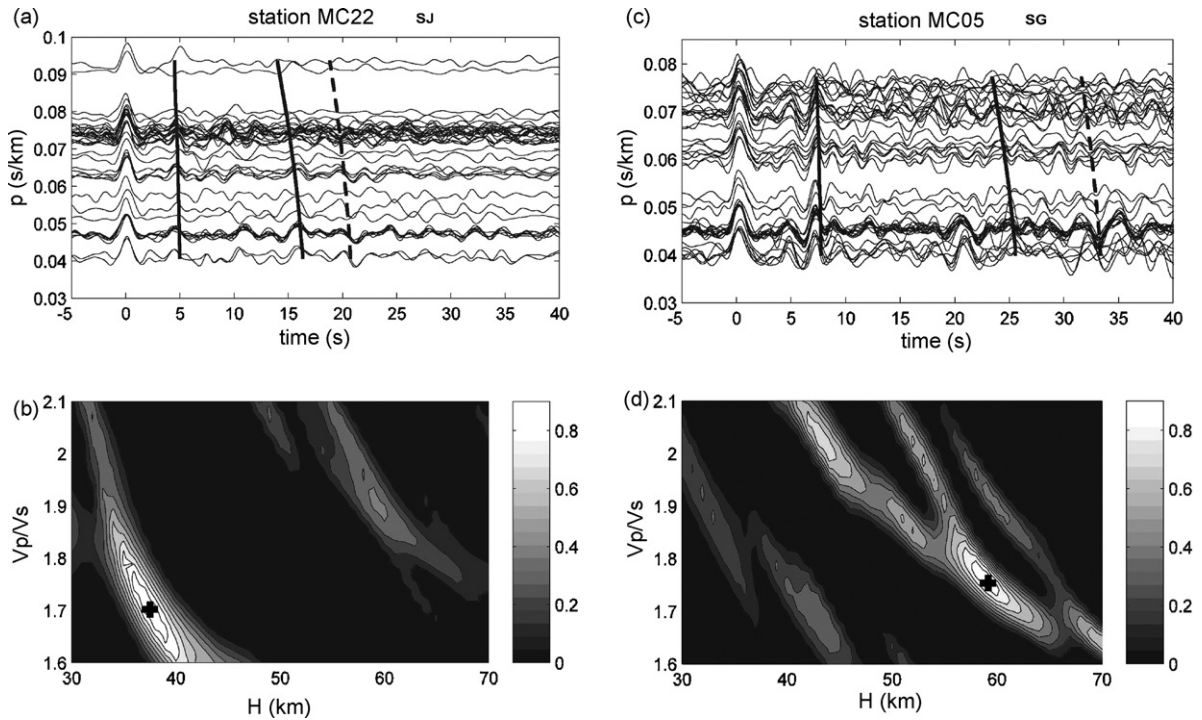 (a) station MC22 SJ
0.1
0.09
0.08
0.07
0.06
0.05
0.04
0.03
p (s/km)
-5 0 5 10 15 20 25 30 35 40
time (s)
(c) station MC05 SG
0.08
0.07
0.06
0.05
0.04
0.03
p (s/km)
-5 0 5 10 15 20 25 30 35 40
time (s)
(b)
2.1
2
1.9
1.8
1.7
1.6
Vp/Vs
30 40 50 60 70
H (km)
0.8
0.6
0.4
0.2
0
(d)
2.1
2
1.9
1.8
1.7
1.6
Vp/Vs
30 40 50 60 70
H (km)
0.8
0.6
0.4
0.2
0